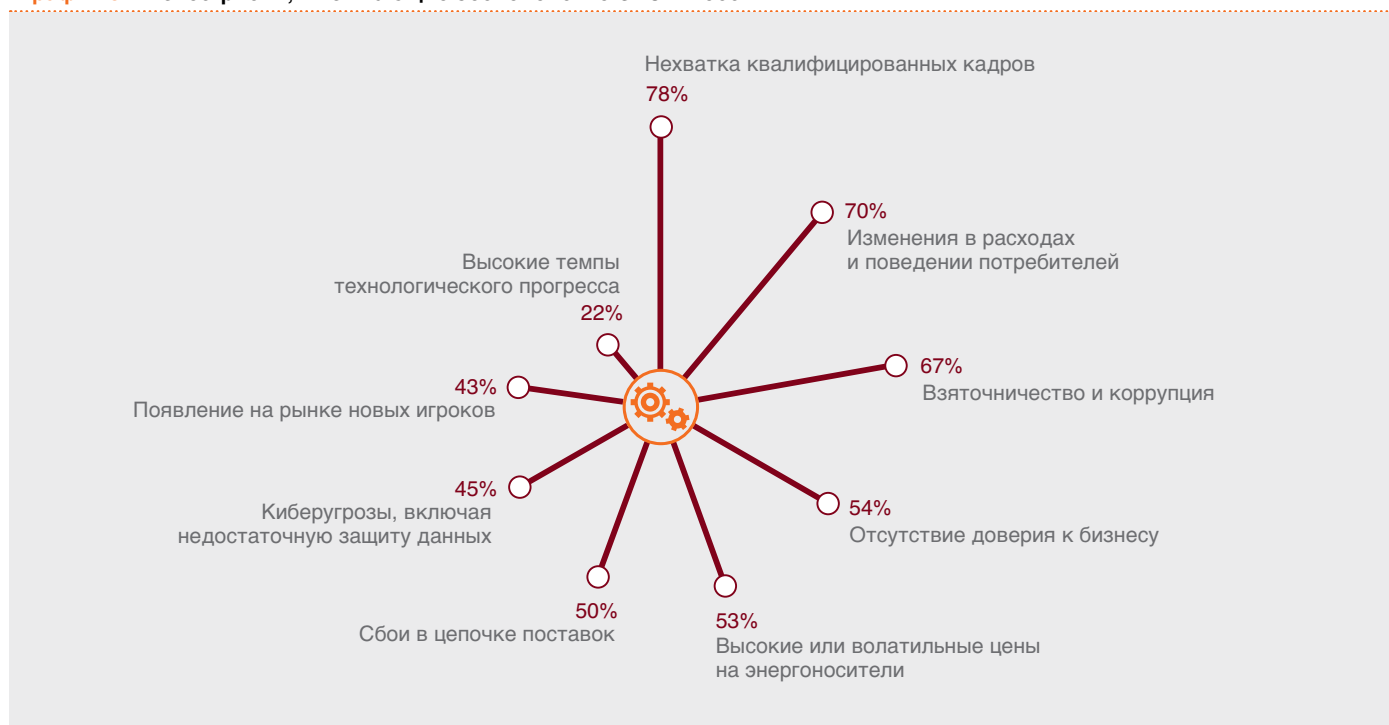 Нехватка квалифицированных кадров
78%
70%
Изменения в расходах
и поведении потребителей
67%
Взяточничество и коррупция
54%
Отсутствие доверия к бизнесу
53%
Высокие или волатильные цены
на энергоносители
50%
Сбои в цепочке поставок
45%
Киберугрозы, включая
недостаточную защиту данных
43%
Появление на рынке новых игроков
Высокие темпы
технологического прогресса
22%